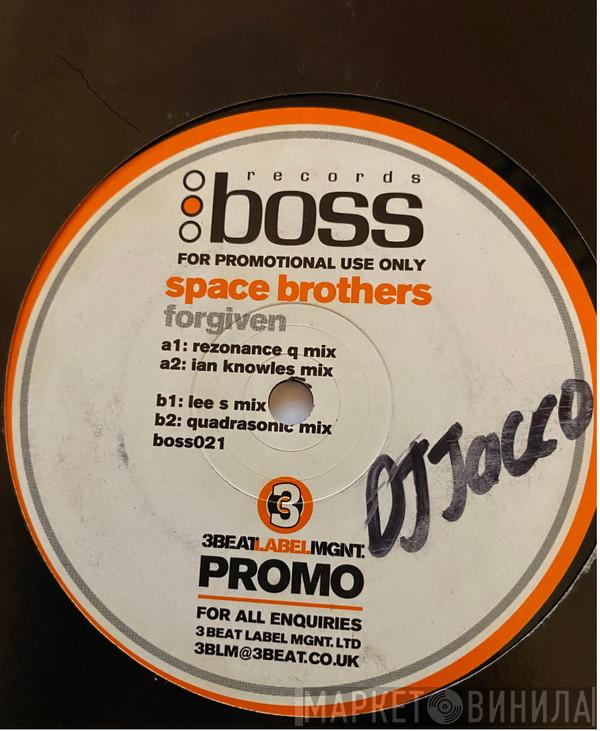 records
boss
FOR PROMOTIONAL USE ONLY
space brothers
forgiven
a1: rezonance q mix
a2: ian knowles mix
b1: lee s mix
b2: quadrasonic mix
boss021
DJ Jacco
3
3BEATLABELMGNT.
PROMO
FOR ALL ENQUIRIES
3 BEAT LABEL MGNT. LTD
3BLM@3BEAT.CO.UK
МАРКЕТ ВИНИЛА